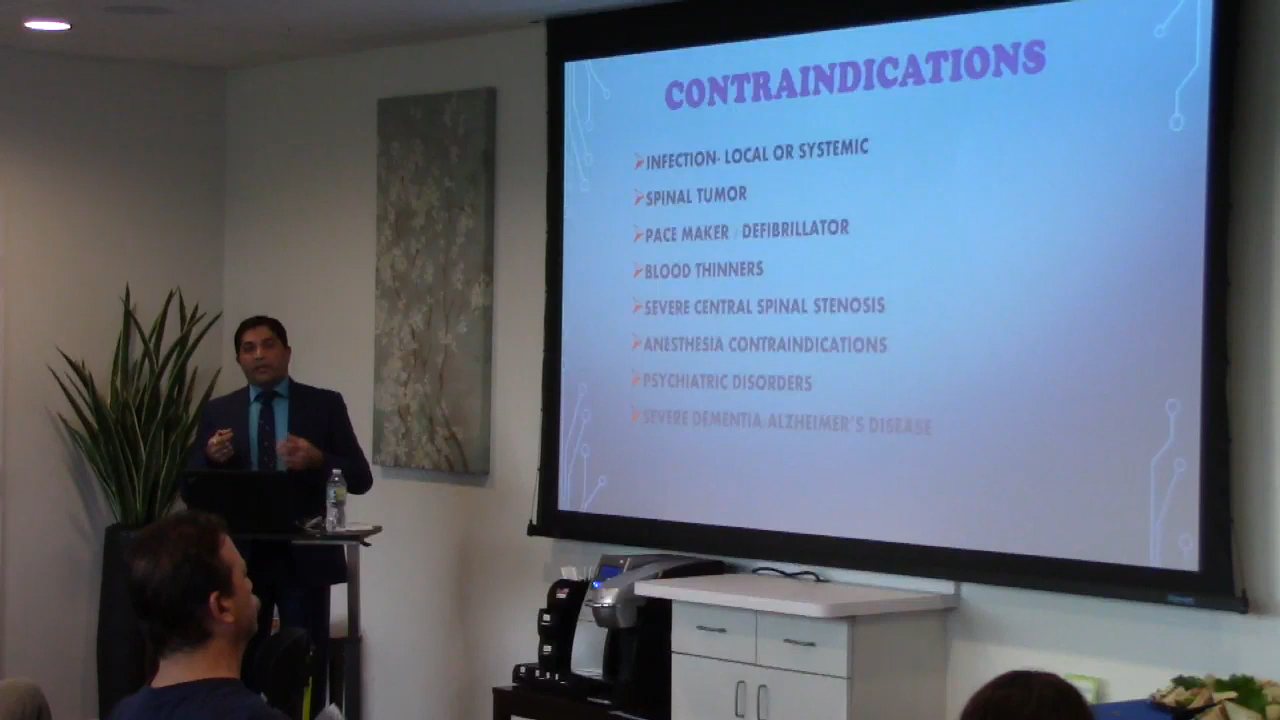 CONTRAINDICATIONS
INFECTION- LOCAL OR SYSTEMIC
SPINAL TUMOR
PACE MAKER / DEFIBRILLATOR
BLOOD THINNERS
SEVERE CENTRAL SPINAL STENOSIS
ANESTHESIA CONTRAINDICATIONS
PSYCHIATRIC DISORDERS
SEVERE DEMENTIA ALZHEIMER'S DISEASE